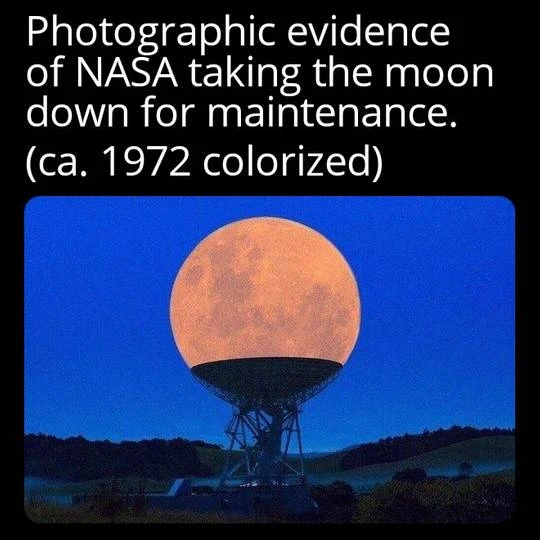 Photographic evidence
of NASA taking the moon
down for maintenance.
(ca. 1972 colorized)